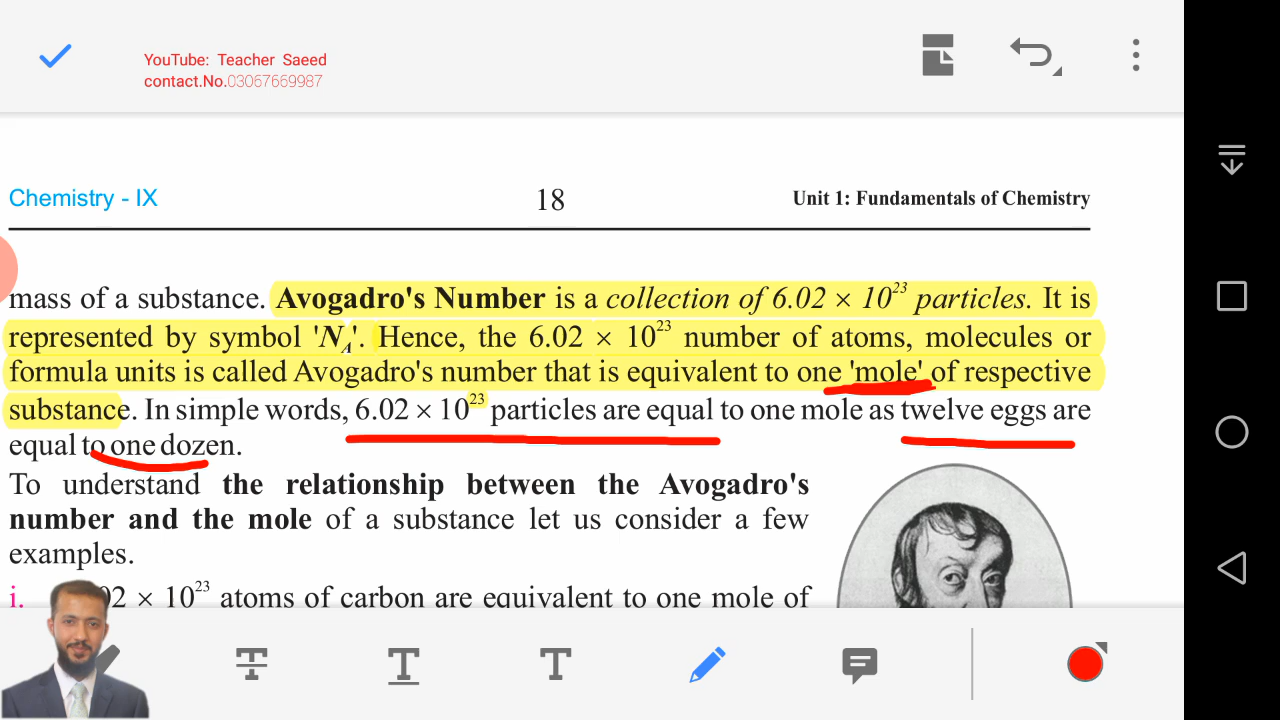 YouTube: Teacher Saeed
contact.No.03067669987
Chemistry - IX 18 Unit 1: Fundamentals of Chemistry
mass of a substance. Avogadro's Number is a collection of 6.02 × 10²³ particles. It is
represented by symbol 'N_A'. Hence, the 6.02 × 10²³ number of atoms, molecules or
formula units is called Avogadro's number that is equivalent to one 'mole' of respective
substance. In simple words, 6.02 × 10²³ particles are equal to one mole as twelve eggs are
equal to one dozen.
To understand the relationship between the Avogadro's
number and the mole of a substance let us consider a few
examples.
i. 02 × 10²³ atoms of carbon are equivalent to one mole of